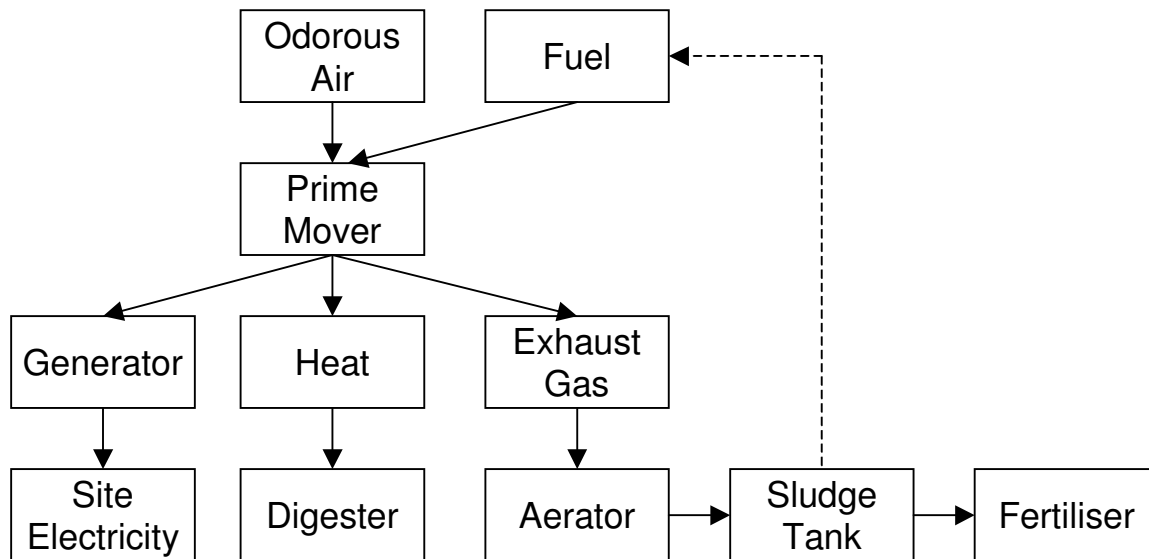 Odorous
Air
Fuel
Prime
Mover
Generator
Heat
Exhaust
Gas
Site
Electricity
Digester
Aerator
Sludge
Tank
Fertiliser